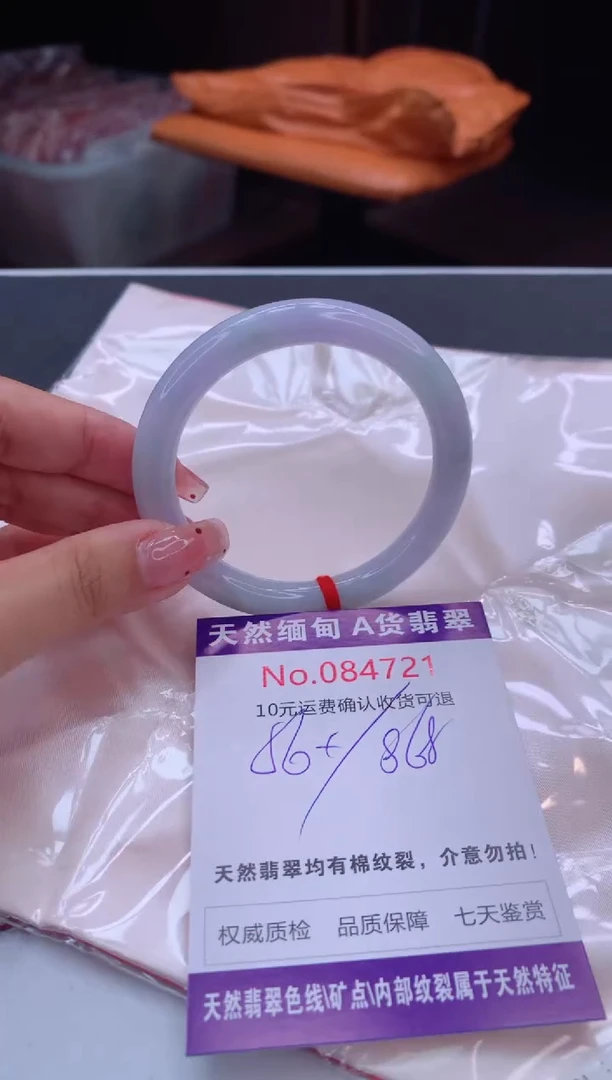 天然缅甸A货翡翠
No.084721
10元运费确认收货可退
56+/868
天然翡翠均有棉纹裂，介意勿拍！
权威质检 品质保障 七天鉴赏
天然翡翠色线\矿点\内部纹裂属于天然特征